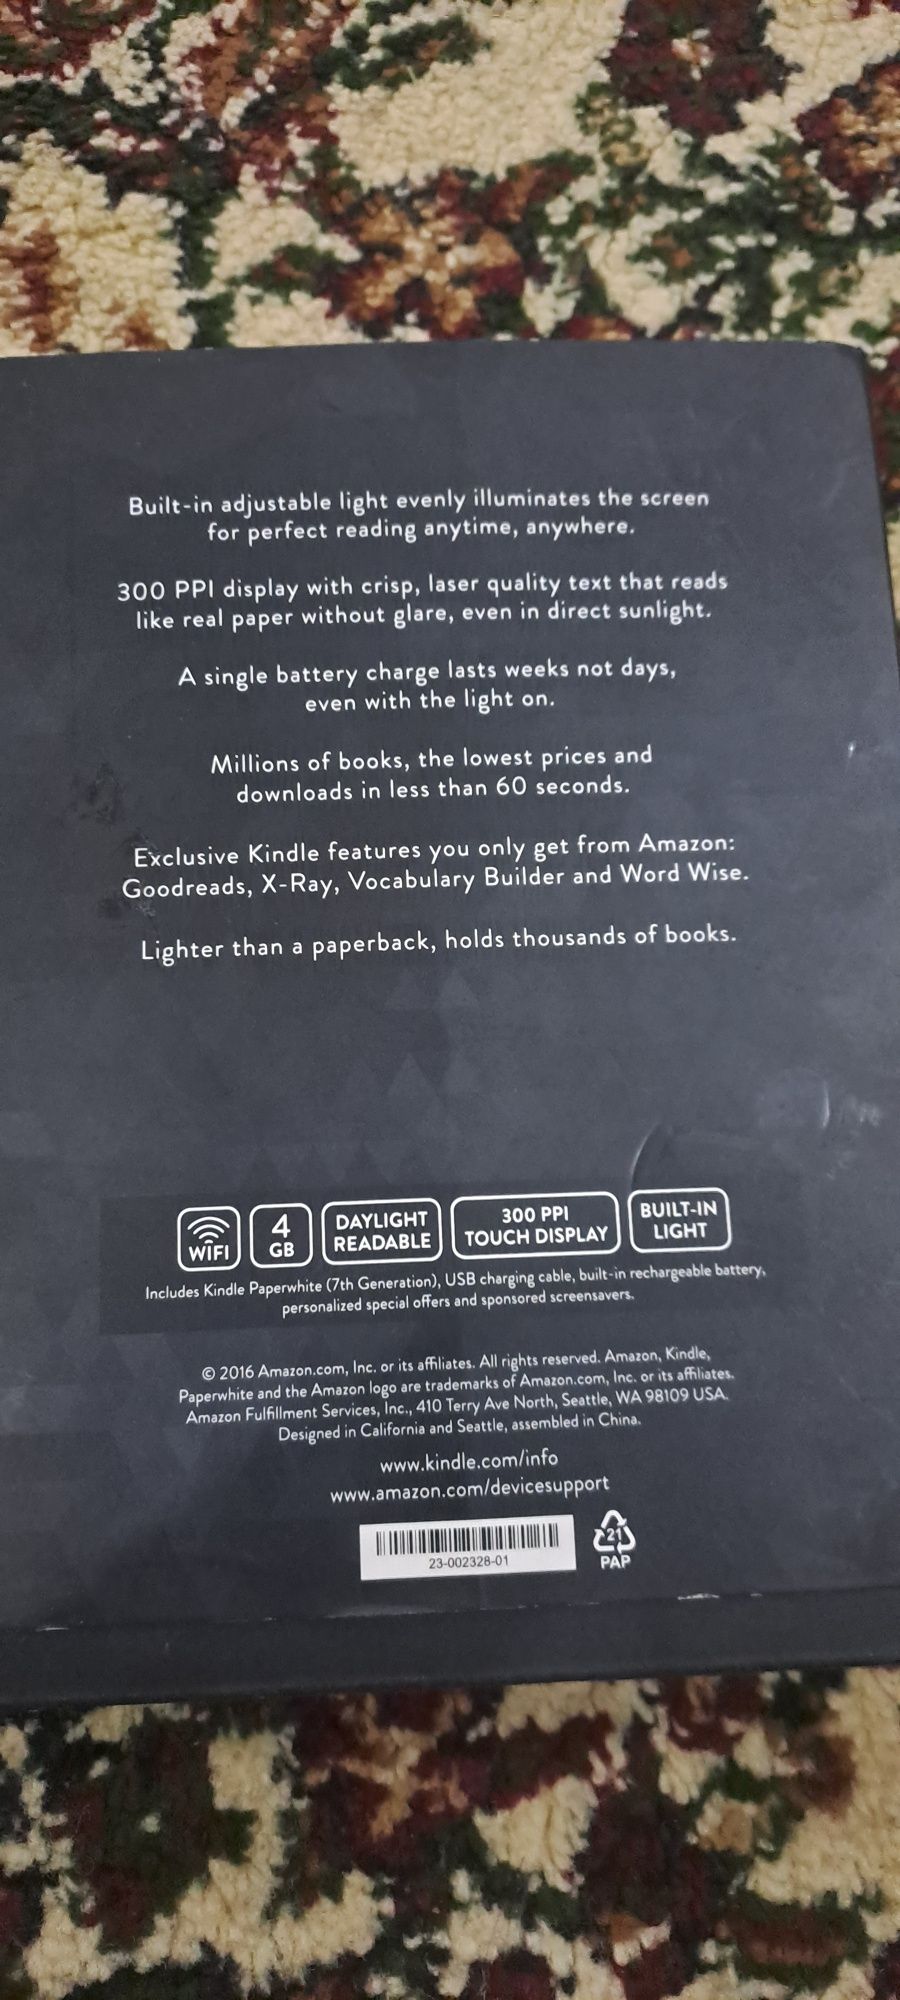 Built-in adjustable light evenly illuminates the screen
for perfect reading anytime, anywhere.
300 PPI display with crisp, laser quality text that reads
like real paper without glare, even in direct sunlight.
A single battery charge lasts weeks not days,
even with the light on.
Millions of books, the lowest prices and
downloads in less than 60 seconds.
Exclusive Kindle features you only get from Amazon:
Goodreads, X-Ray, Vocabulary Builder and Word Wise.
Lighter than a paperback, holds thousands of books.
WiFi
4
GB
DAYLIGHT
READABLE
300 PPI
TOUCH DISPLAY
BUILT-IN
LIGHT
Includes Kindle Paperwhite (7th Generation), USB charging cable, built-in rechargeable battery,
personalized special offers and sponsored screensavers.
© 2016 Amazon.com, Inc. or its affiliates. All rights reserved. Amazon, Kindle,
Paperwhite and the Amazon logo are trademarks of Amazon.com, Inc. or its affiliates.
Amazon Fulfillment Services, Inc., 410 Terry Ave North, Seattle, WA 98109 USA.
Designed in California and Seattle, assembled in China.
www.kindle.com/info
www.amazon.com/devicesupport
23-002328-01
21
PAP